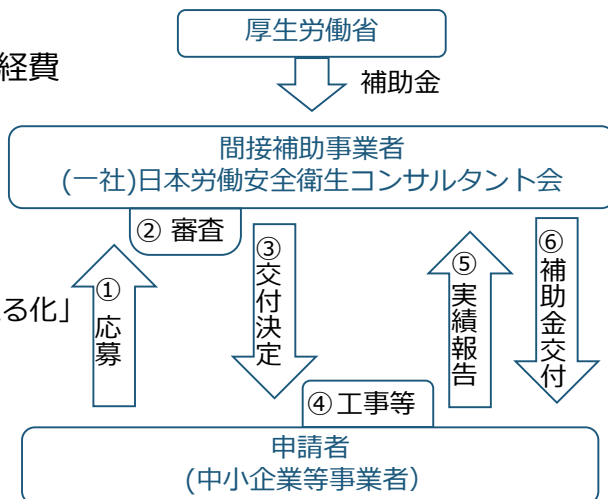 厚生労働省
経費
補助金
間接補助事業者
(一社)日本労働安全衛生コンサルタント会
② 審査
① 応募
③交付決定
⑤実績報告
⑥補助金交付
る化」
④工事等
申請者
(中小企業等事業者）